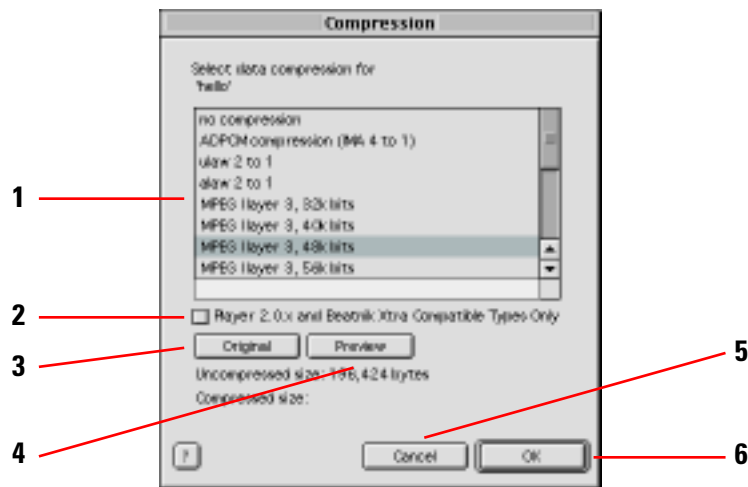 Compression
Select data compression for
'hello'
no compression
ADPCM compression (IMA 4 to 1)
ulaw 2 to 1
alaw 2 to 1
MPEG I layer 3, 32k bits
MPEG I layer 3, 40k bits
MPEG I layer 3, 48k bits
MPEG I layer 3, 56k bits
Player 2.0.x and Beatnik Xtra Compatible Types Only
Original Preview
Uncompressed size: 196,424 bytes
Compressed size:
? Cancel OK
1
2
3
4
5
6